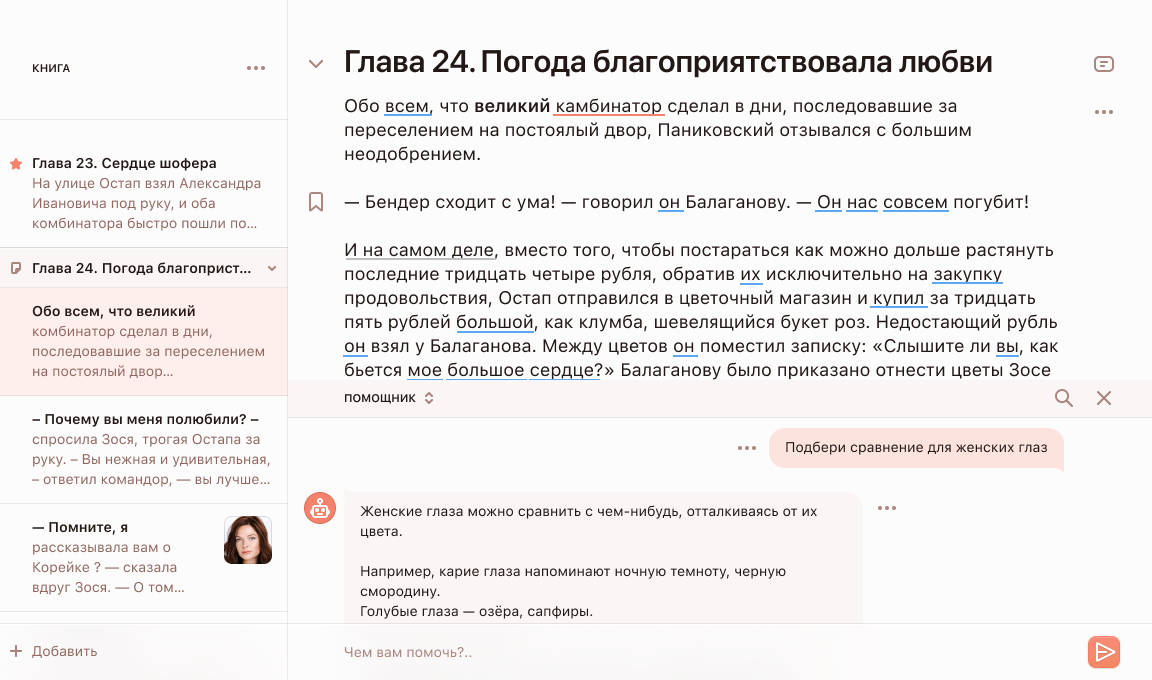 КНИГА
Глава 23. Сердце шофера
На улице Остап взял Александра
Ивановича под руку, и оба
комбинатора быстро пошли по…
Глава 24. Погода благоприст…
Обо всем, что великий
комбинатор сделал в дни,
последовавшие за переселением
на постоялый двор…
– Почему вы меня полюбили? –
спросила Зося, трогая Остапа за
руку. – Вы нежная и удивительная,
– ответил командор, — вы лучше…
— Помните, я
рассказывала вам о
Корейке ? — сказала
вдруг Зося. — О том…
Добавить
Глава 24. Погода благоприятствовала любви
Обо всем, что великий камбинатор сделал в дни, последовавшие за
переселением на постоялый двор, Паниковский отзывался с большим
неодобрением.
— Бендер сходит с ума! — говорил он Балаганову. — Он нас совсем погубит!
И на самом деле, вместо того, чтобы постараться как можно дольше растянуть
последние тридцать четыре рубля, обратив их исключительно на закупку
продовольствия, Остап отправился в цветочный магазин и купил за тридцать
пять рублей большой, как клумба, шевелящийся букет роз. Недостающий рубль
он взял у Балаганова. Между цветов он поместил записку: «Слышите ли вы, как
бьется мое большое сердце?» Балаганову было приказано отнести цветы Зосе
помощник
Подбери сравнение для женских глаз
Женские глаза можно сравнить с чем-нибудь, отталкиваясь от их
цвета.
Например, карие глаза напоминают ночную темноту, черную
смородину.
Голубые глаза — озёра, сапфиры.
Чем вам помочь?..